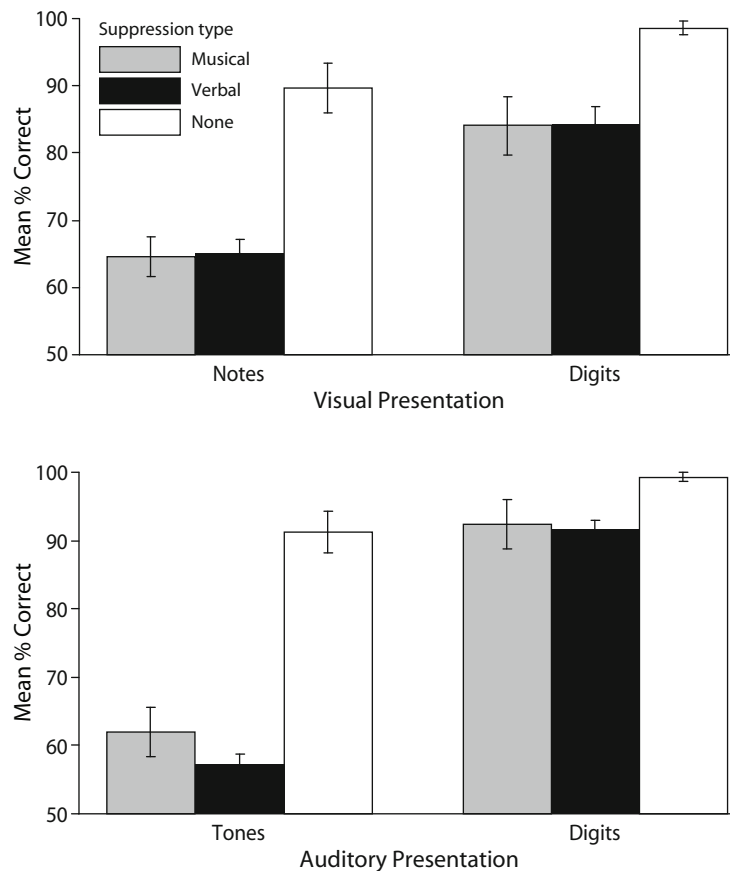 100
90
80
70
60
50
Mean % Correct
Suppression type
Musical
Verbal
None
Notes
Digits
Visual Presentation
100
90
80
70
60
50
Mean % Correct
Tones
Digits
Auditory Presentation